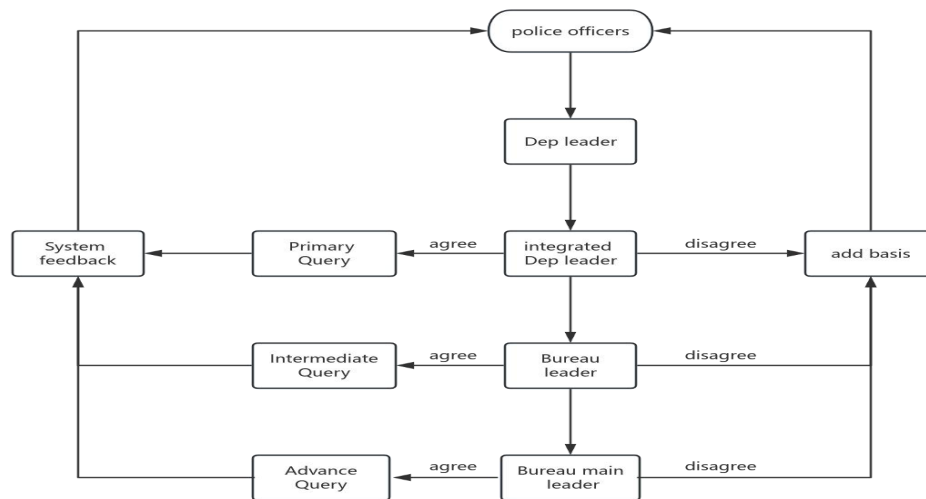 police officers
Dep leader
System
feedback
Primary
Query
agree
integrated
Dep leader
disagree
add basis
Intermediate
Query
agree
Bureau
leader
disagree
Advance
Query
agree
Bureau main
leader
disagree